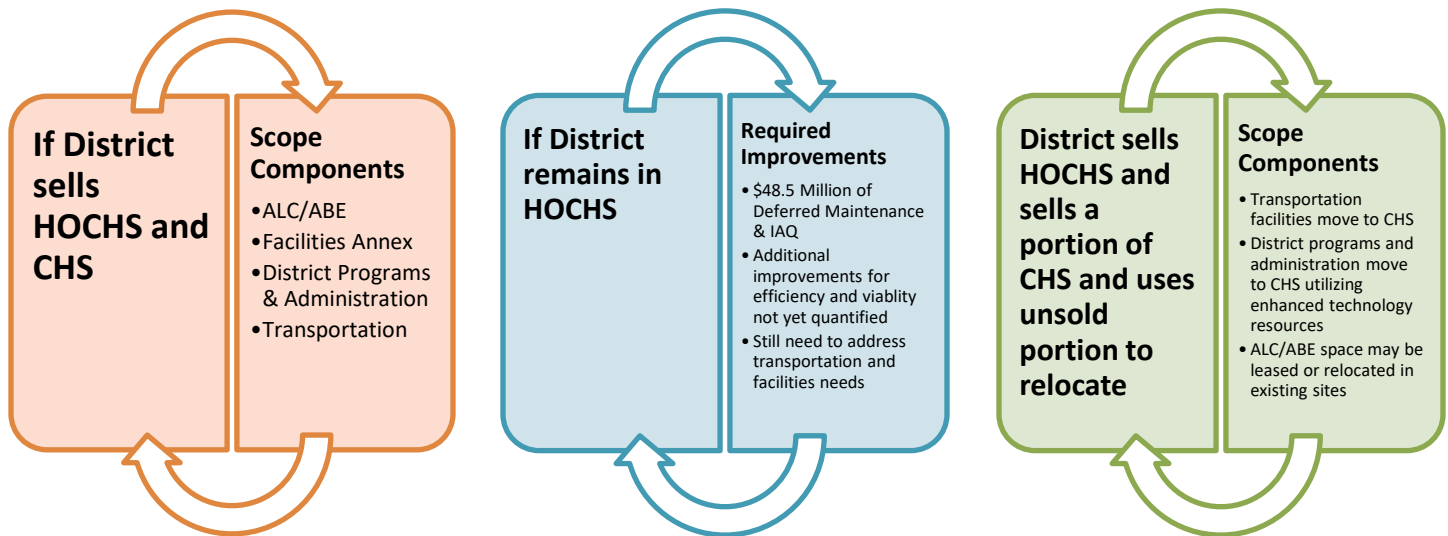 If District
sells
HOCHS and
CHS
Scope
Components
•ALC/ABE
•Facilities Annex
•District Programs
& Administration
•Transportation
If District
remains in
HOCHS
Required
Improvements
• $48.5 Million of
Deferred Maintenance
& IAQ
• Additional
improvements for
efficiency and viablity
not yet quantified
• Still need to address
transportation and
facilities needs
District sells
HOCHS and
sells a
portion of
CHS and uses
unsold
portion to
relocate
Scope
Components
• Transportation
facilities move to CHS
• District programs and
administration move
to CHS utilizing
enhanced technology
resources
• ALC/ABE space may be
leased or relocated in
existing sites